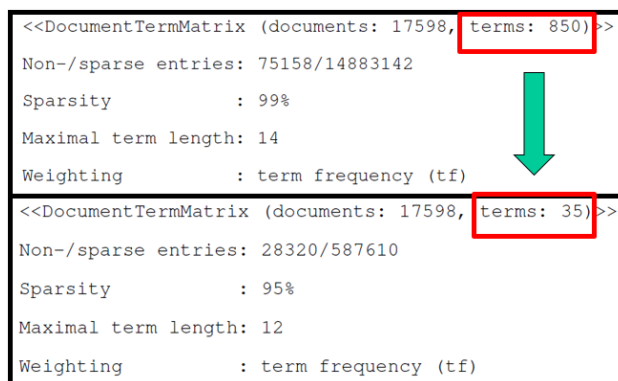 <<DocumentTermMatrix (documents: 17598, terms: 850)>>
Non-/sparse entries: 75158/14883142
Sparsity           : 99%
Maximal term length: 14
Weighting          : term frequency (tf)
<<DocumentTermMatrix (documents: 17598, terms: 35)>>
Non-/sparse entries: 28320/587610
Sparsity           : 95%
Maximal term length: 12
Weighting          : term frequency (tf)